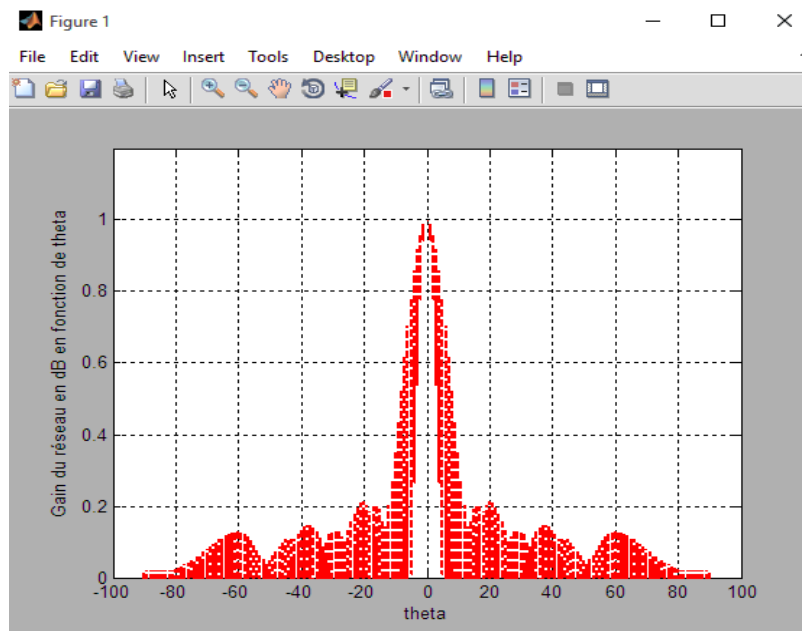 Figure 1
File Edit View Insert Tools Desktop Window Help
Gain du réseau en dB en fonction de theta
1
0.8
0.6
0.4
0.2
0
-100 -80 -60 -40 -20 0 20 40 60 80 100
theta